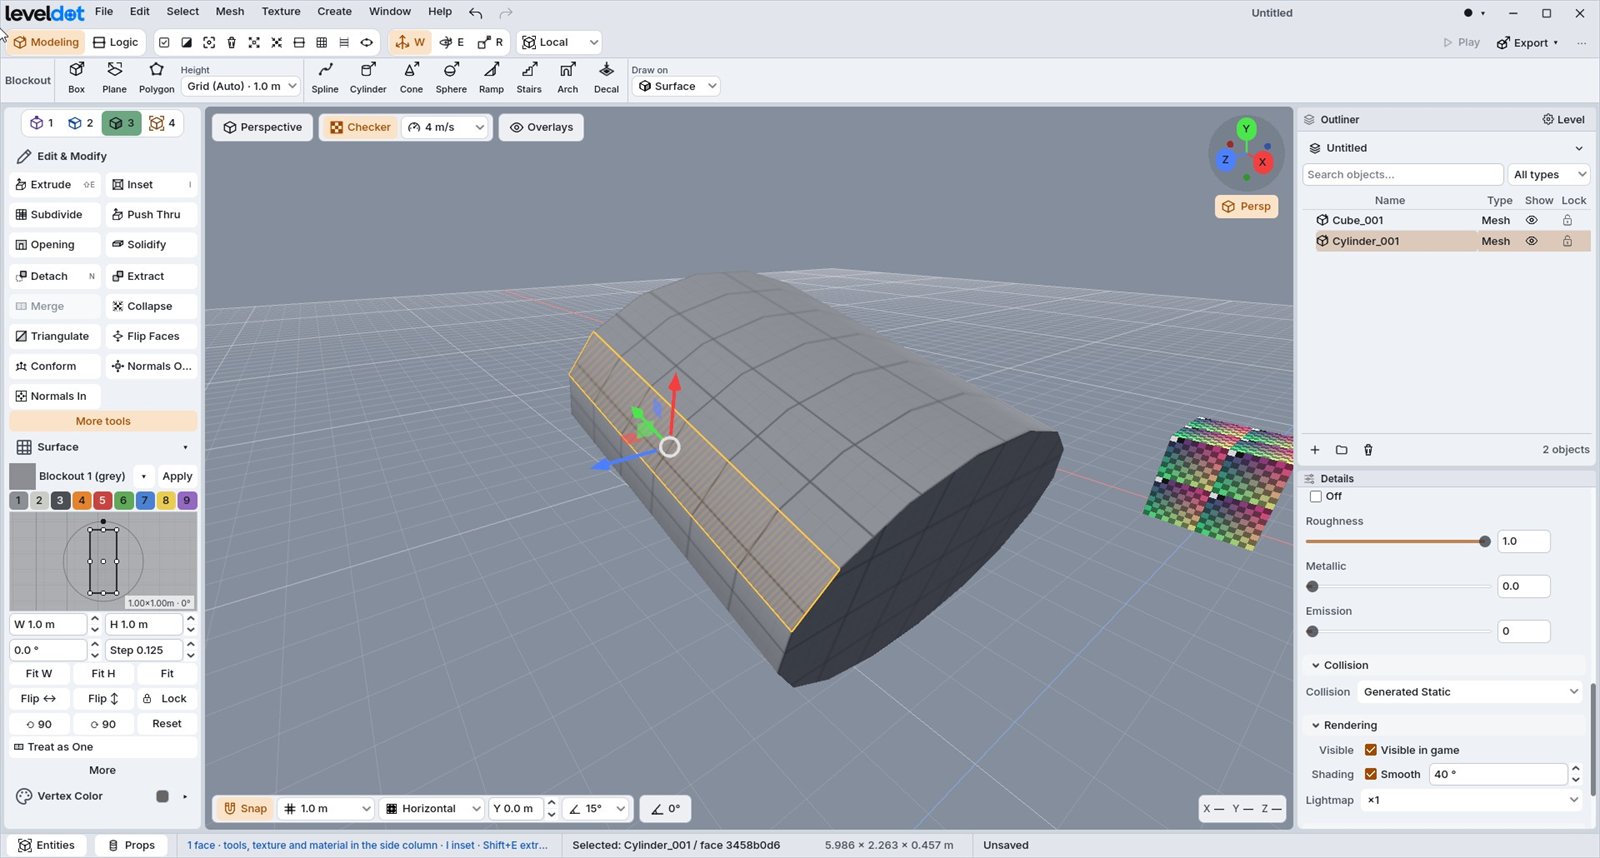 leveldot File Edit Select Mesh Texture Create Window Help Untitled
Modeling Logic W E R Local Play Export
Blockout Box Plane Polygon Height Grid (Auto) · 1.0 m Spline Cylinder Cone Sphere Ramp Stairs Arch Decal Draw on Surface
1 2 3 4
Edit & Modify
Extrude ⇧E Inset I
Subdivide Push Thru
Opening Solidify
Detach N Extract
Merge Collapse
Triangulate Flip Faces
Conform Normals O...
Normals In
More tools
Surface
Blockout 1 (grey) Apply
1 2 3 4 5 6 7 8 9
1.00×1.00m · 0°
W 1.0 m H 1.0 m
0.0 ° Step 0.125
Fit W Fit H Fit
Flip ↔ Flip ↕ Lock
⟲ 90 ⟳ 90 Reset
Treat as One
More
Vertex Color
Perspective Checker 4 m/s Overlays
Y
Z X
Persp
Snap 1.0 m Horizontal Y 0.0 m 15° 0° X — Y — Z —
Outliner Level
Untitled
Search objects... All types
Name Type Show Lock
Cube_001 Mesh
Cylinder_001 Mesh
2 objects
Details
Off
Roughness
1.0
Metallic
0.0
Emission
0
Collision
Collision Generated Static
Rendering
Visible Visible in game
Shading Smooth 40 °
Lightmap ×1
Entities Props 1 face · tools, texture and material in the side column · I inset · Shift+E extr... Selected: Cylinder_001 / face 3458b0d6 5.986 × 2.263 × 0.457 m Unsaved